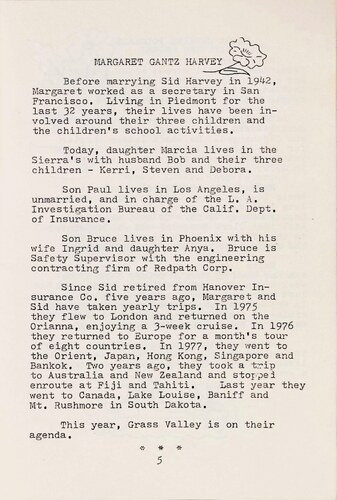 MARGARET GANTZ HARVEY
Before marrying Sid Harvey in 1942,
Margaret worked as a secretary in San
Francisco. Living in Piedmont for the
last 32 years, their lives have been in-
volved around their three children and
the children's school activities.
Today, daughter Marcia lives in the
Sierra's with husband Bob and their three
children - Kerri, Steven and Debora.
Son Paul lives in Los Angeles, is
unmarried, and in charge of the L. A.
Investigation Bureau of the Calif. Dept.
of Insurance.
Son Bruce lives in Phoenix with his
wife Ingrid and daughter Anya. Bruce is
Safety Supervisor with the engineering
contracting firm of Redpath Corp.
Since Sid retired from Hanover In-
surance Co. five years ago, Margaret and
Sid have taken yearly trips. In 1975
they flew to London and returned on the
Orianna, enjoying a 3-week cruise. In 1976
they returned to Europe for a month's tour
of eight countries. In 1977, they went to
the Orient, Japan, Hong Kong, Singapore and
Bankok. Two years ago, they took a trip
to Australia and New Zealand and stopped
enroute at Fiji and Tahiti. Last year they
went to Canada, Lake Louise, Baniff and
Mt. Rushmore in South Dakota.
This year, Grass Valley is on their
agenda.
* * *
5